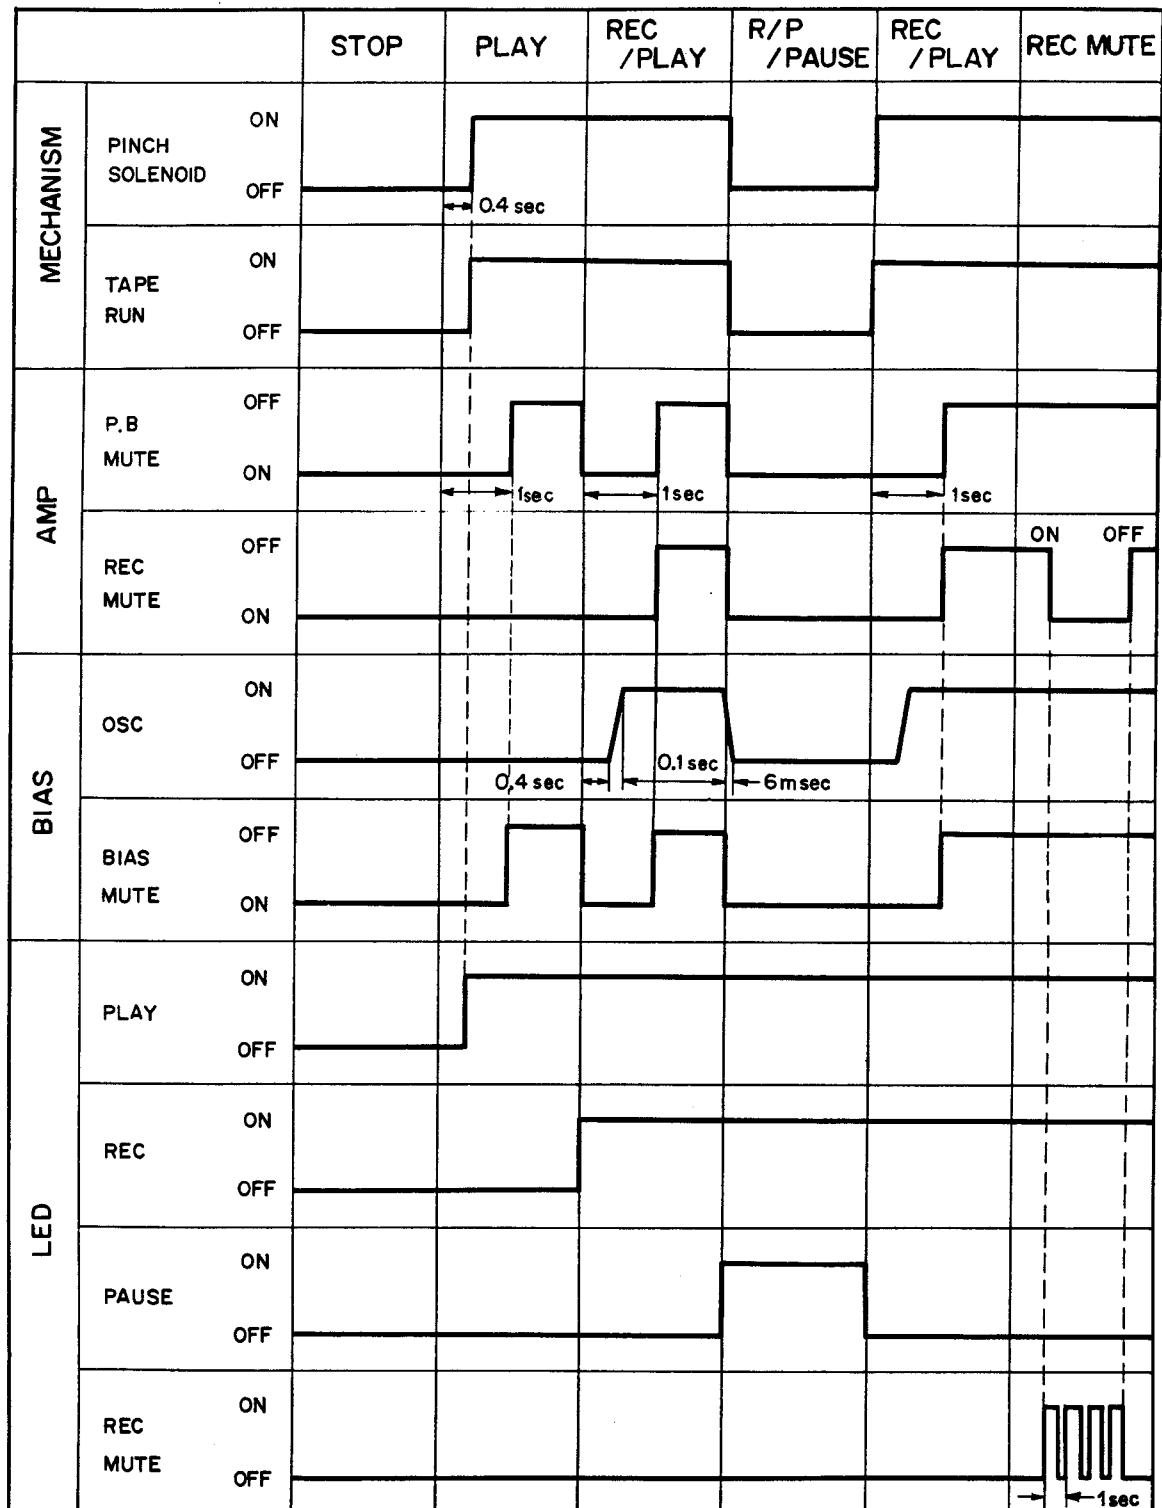 STOP PLAY REC /PLAY R/P /PAUSE REC /PLAY REC MUTE
MECHANISM
PINCH SOLENOID
ON
OFF
0.4 sec
TAPE RUN
ON
OFF
AMP
P.B MUTE
OFF
ON
1sec 1sec 1sec
REC MUTE
OFF
ON
ON OFF
BIAS
OSC
ON
OFF
0.4 sec 0.1 sec 6msec
BIAS MUTE
OFF
ON
LED
PLAY
ON
OFF
REC
ON
OFF
PAUSE
ON
OFF
REC MUTE
ON
OFF
1sec